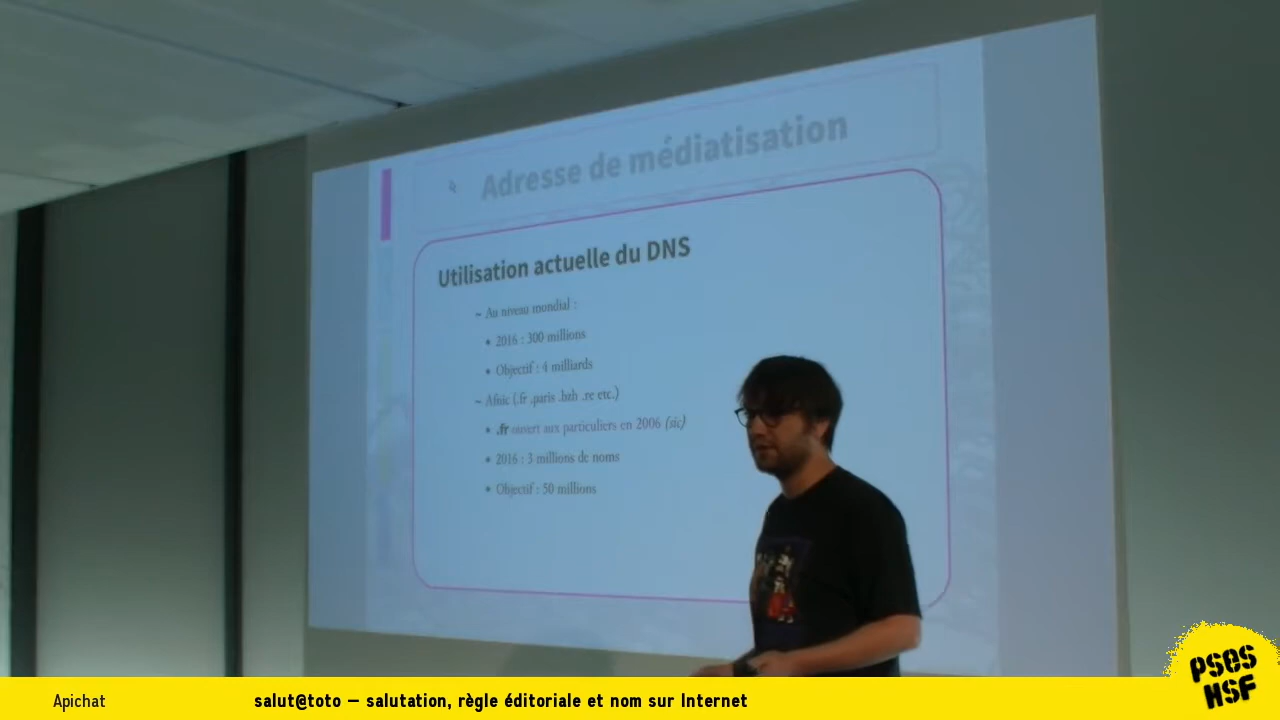 Adresse de médiatisation
Utilisation actuelle du DNS
~ Au niveau mondial :
• 2016 : 300 millions
• Objectif : 4 milliards
~ Afnic (.fr .paris .bzh .re etc.)
• .fr ouvert aux particuliers en 2006 (sic)
• 2016 : 3 millions de noms
• Objectif : 50 millions
PSES
HSF
Apichat
salut@toto – salutation, règle éditoriale et nom sur Internet